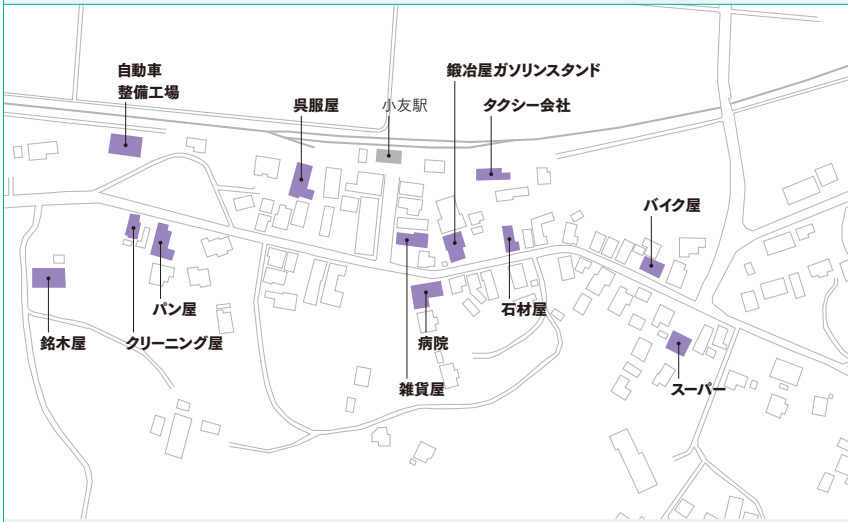 自動車
整備工場
呉服屋
小友駅
鍛冶屋ガソリンスタンド
タクシー会社
バイク屋
銘木屋
パン屋
クリーニング屋
病院
雑貨屋
石材屋
スーパー